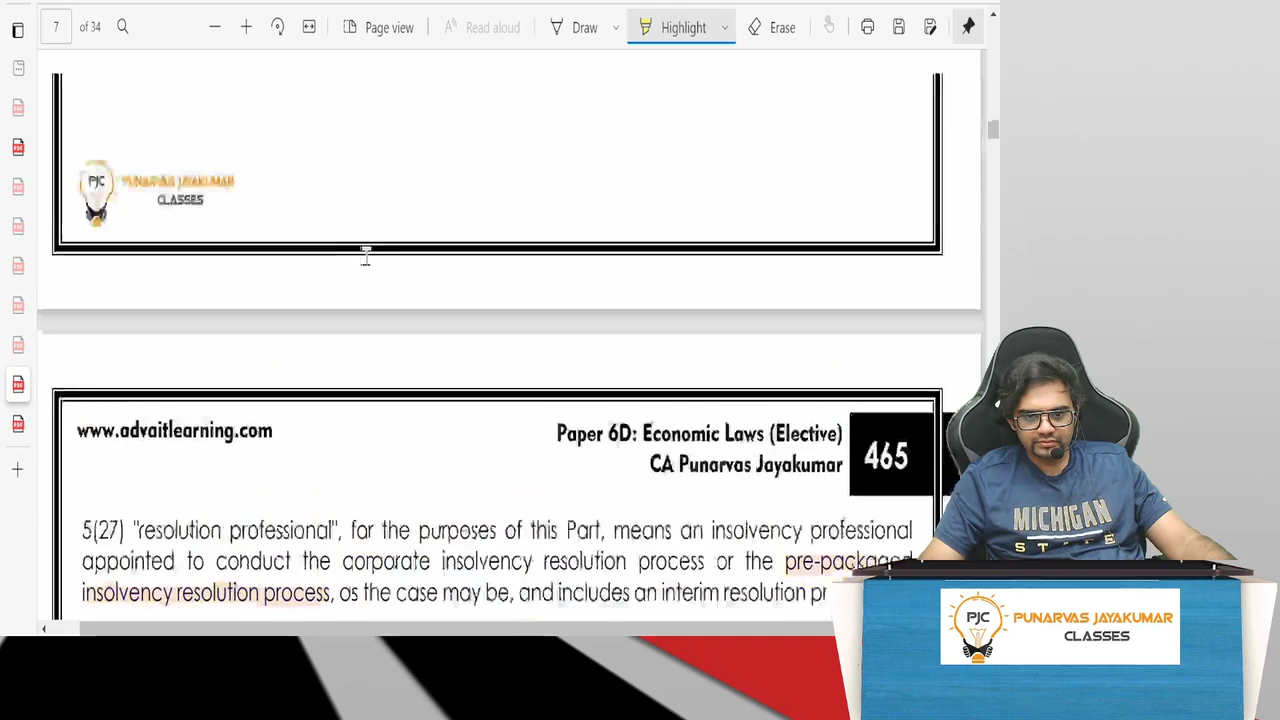 7 of 34 Page view Read aloud Draw Highlight Erase
PJC PUNARVAS JAYAKUMAR
CLASSES
www.advaitlearning.com
Paper 6D: Economic Laws (Elective)
CA Punarvas Jayakumar
465
5(27) "resolution professional", for the purposes of this Part, means an insolvency professional
appointed to conduct the corporate insolvency resolution process or the pre-packaged
insolvency resolution process, as the case may be, and includes an interim resolution pr
MICHIGAN
STATE
PJC PUNARVAS JAYAKUMAR
CLASSES